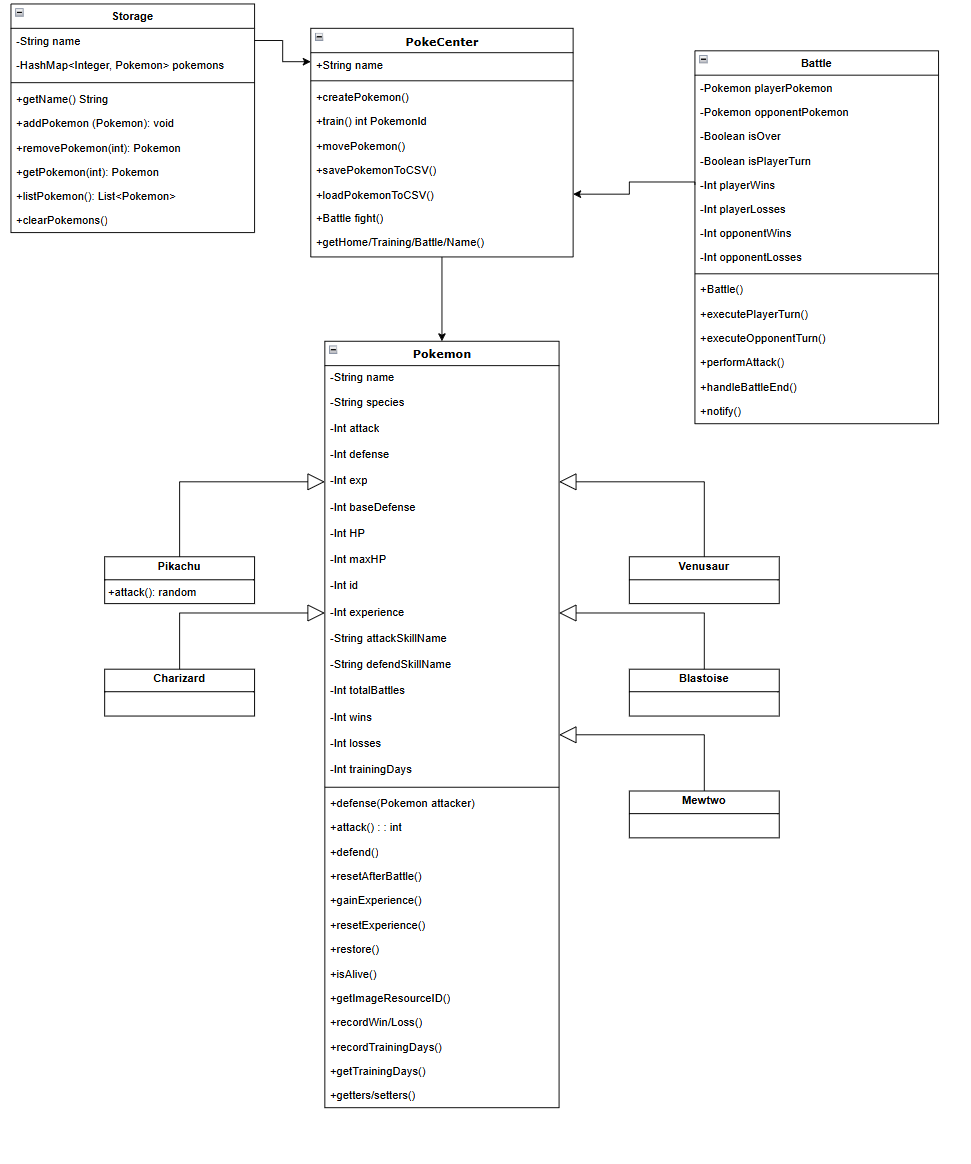 Storage
-String name
-HashMap<Integer, Pokemon> pokemons
+getName() String
+addPokemon (Pokemon): void
+removePokemon(int): Pokemon
+getPokemon(int): Pokemon
+listPokemon(): List<Pokemon>
+clearPokemons()
PokeCenter
+String name
+createPokemon()
+train() int PokemonId
+movePokemon()
+savePokemonToCSV()
+loadPokemonToCSV()
+Battle fight()
+getHome/Training/Battle/Name()
Battle
-Pokemon playerPokemon
-Pokemon opponentPokemon
-Boolean isOver
-Boolean isPlayerTurn
-Int playerWins
-Int playerLosses
-Int opponentWins
-Int opponentLosses
+Battle()
+executePlayerTurn()
+executeOpponentTurn()
+performAttack()
+handleBattleEnd()
+notify()
Pokemon
-String name
-String species
-Int attack
-Int defense
-Int exp
-Int baseDefense
-Int HP
-Int maxHP
-Int id
-Int experience
-String attackSkillName
-String defendSkillName
-Int totalBattles
-Int wins
-Int losses
-Int trainingDays
+defense(Pokemon attacker)
+attack() : : int
+defend()
+resetAfterBattle()
+gainExperience()
+resetExperience()
+restore()
+isAlive()
+getImageResourceID()
+recordWin/Loss()
+recordTrainingDays()
+getTrainingDays()
+getters/setters()
Pikachu
+attack(): random
Charizard
Venusaur
Blastoise
Mewtwo